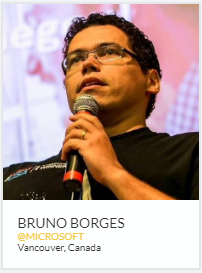 BRUNO BORGES
@MICROSOFT
Vancouver, Canada